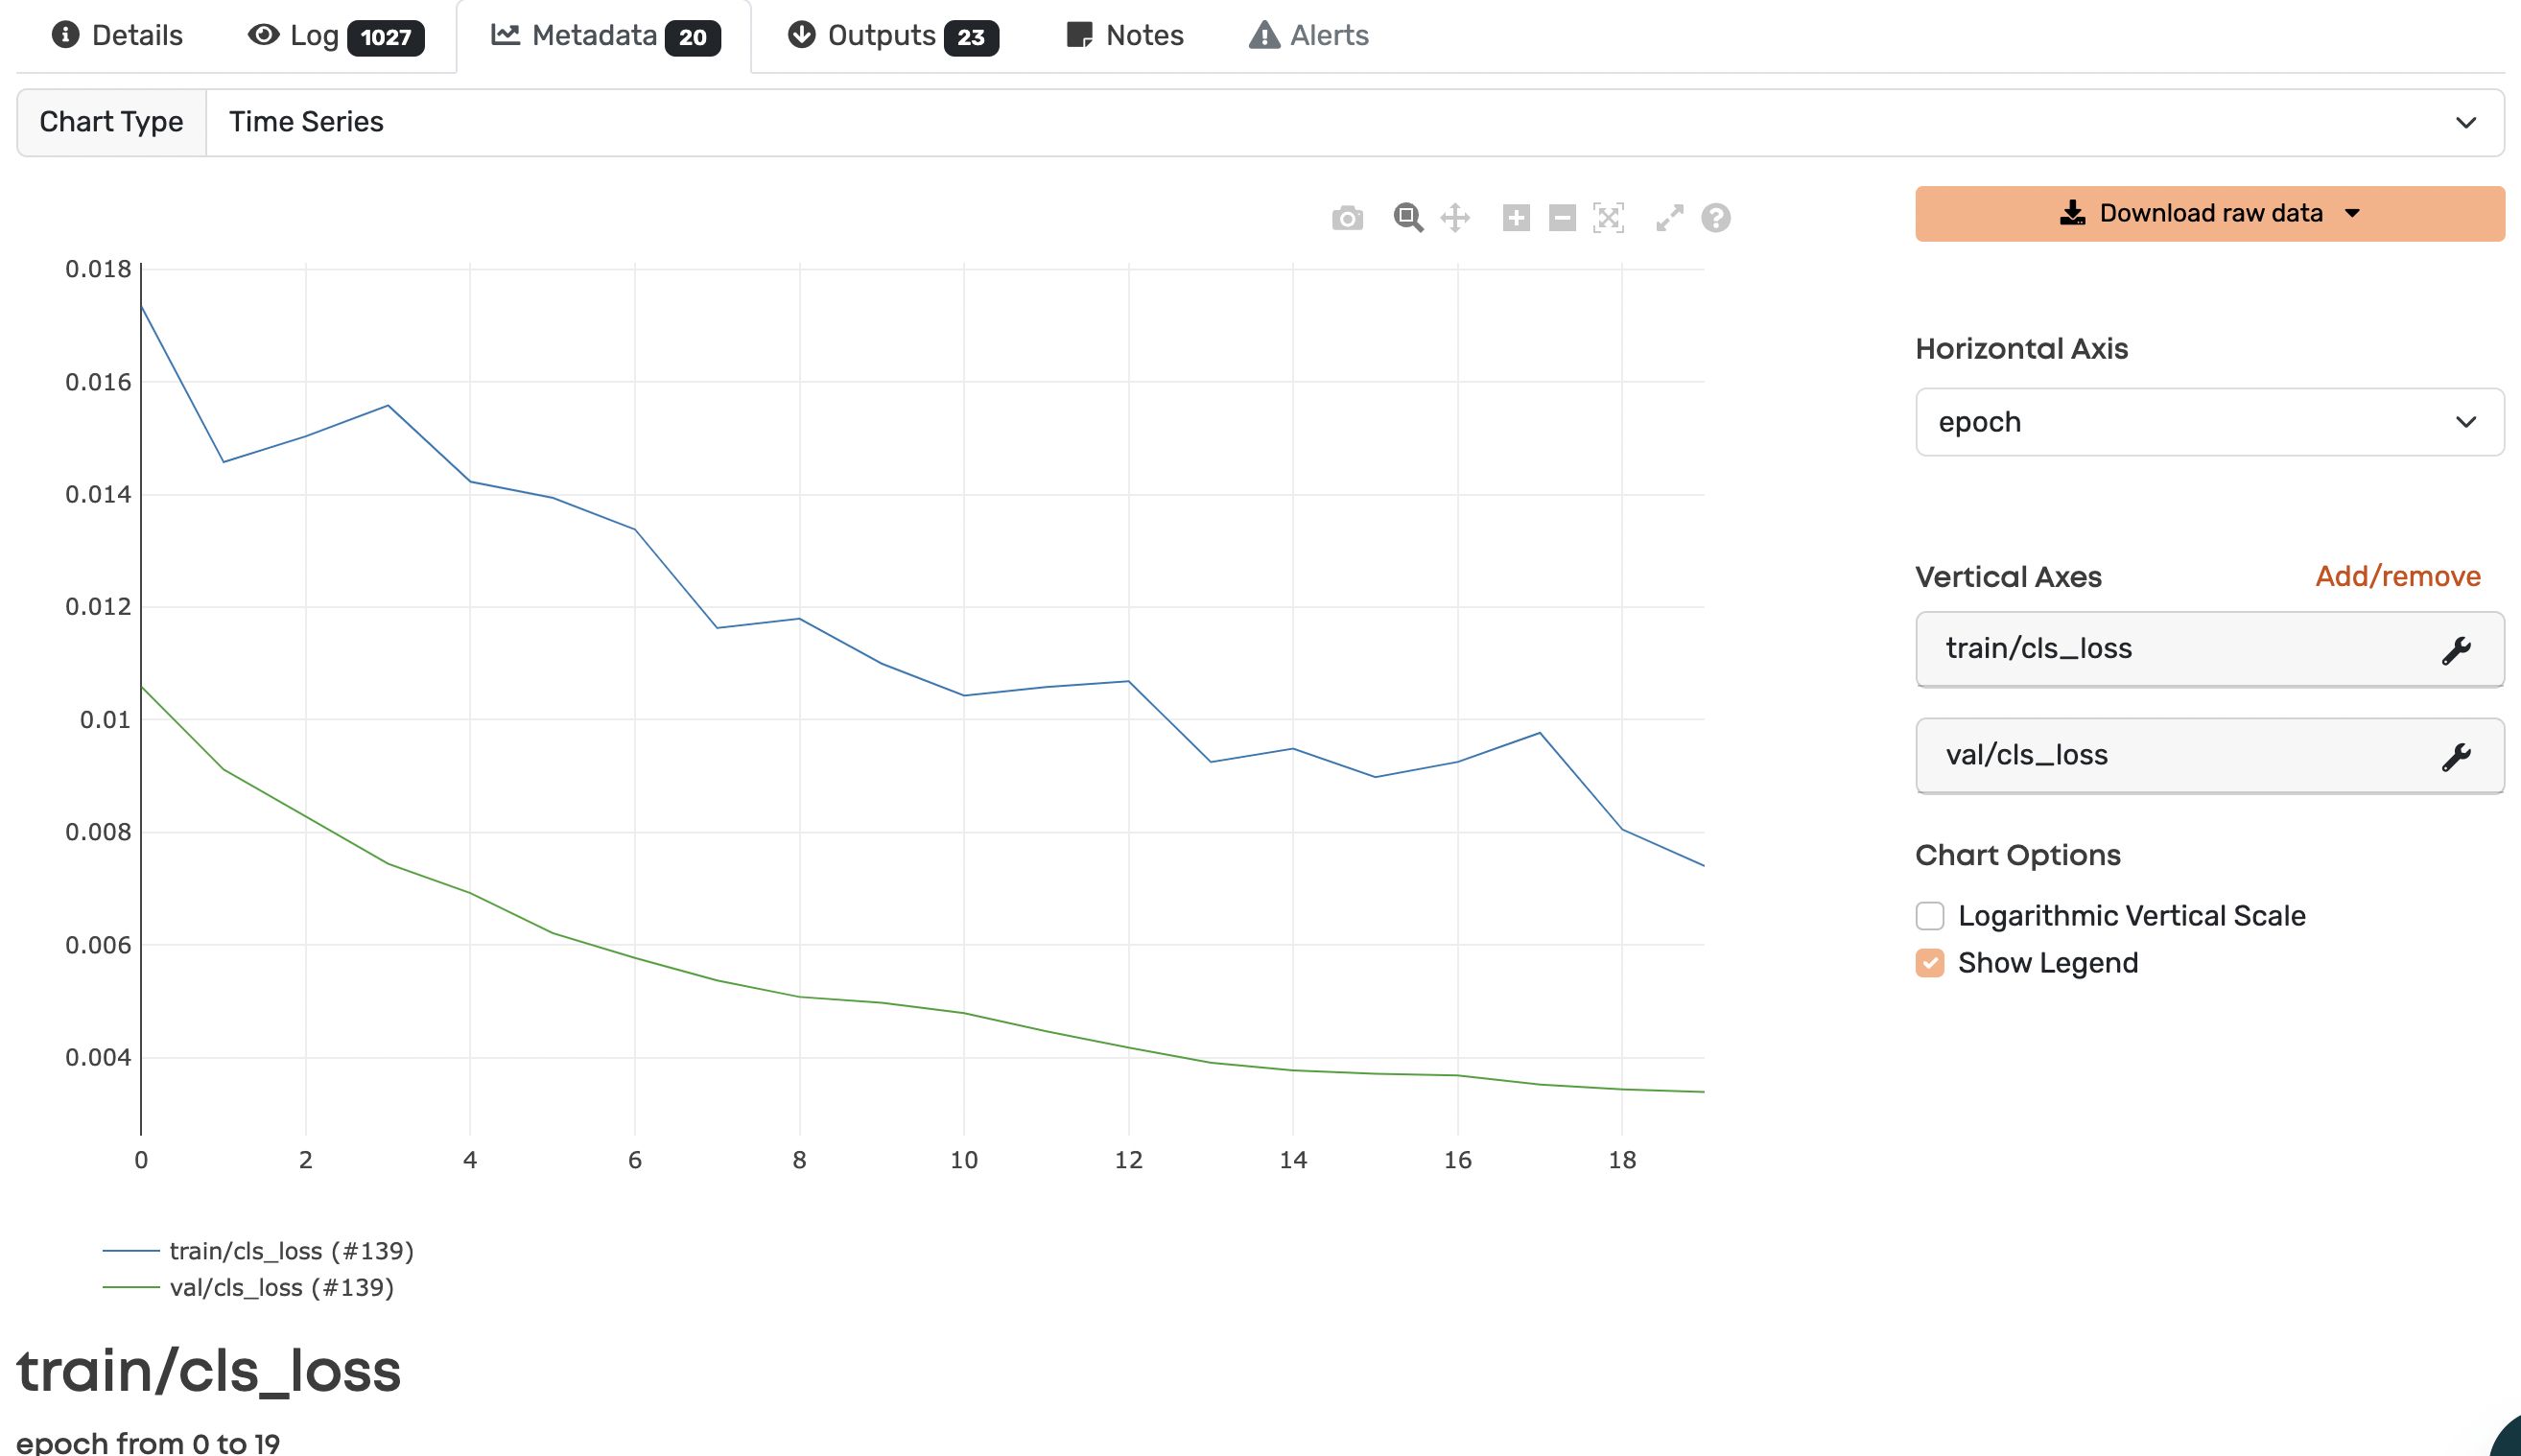 Details Log 1027 Metadata 20 Outputs 23 Notes Alerts
Chart Type Time Series
Download raw data
0.018
0.016
0.014
0.012
0.01
0.008
0.006
0.004
0 2 4 6 8 10 12 14 16 18
train/cls_loss (#139)
val/cls_loss (#139)
Horizontal Axis
epoch
Vertical Axes Add/remove
train/cls_loss
val/cls_loss
Chart Options
Logarithmic Vertical Scale
Show Legend
train/cls_loss
epoch from 0 to 19